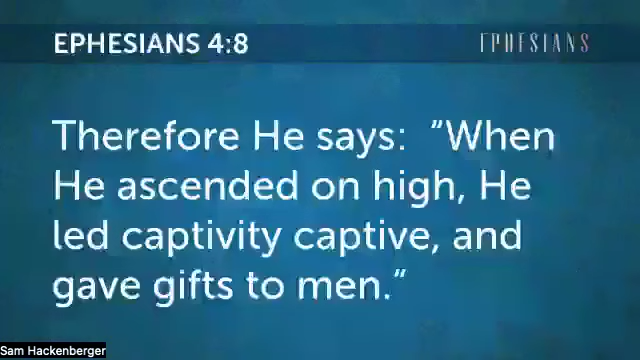 EPHESIANS 4:8
EPHESIANS
Therefore He says:  “When
He ascended on high, He
led captivity captive, and
gave gifts to men.”
Sam Hackenberger